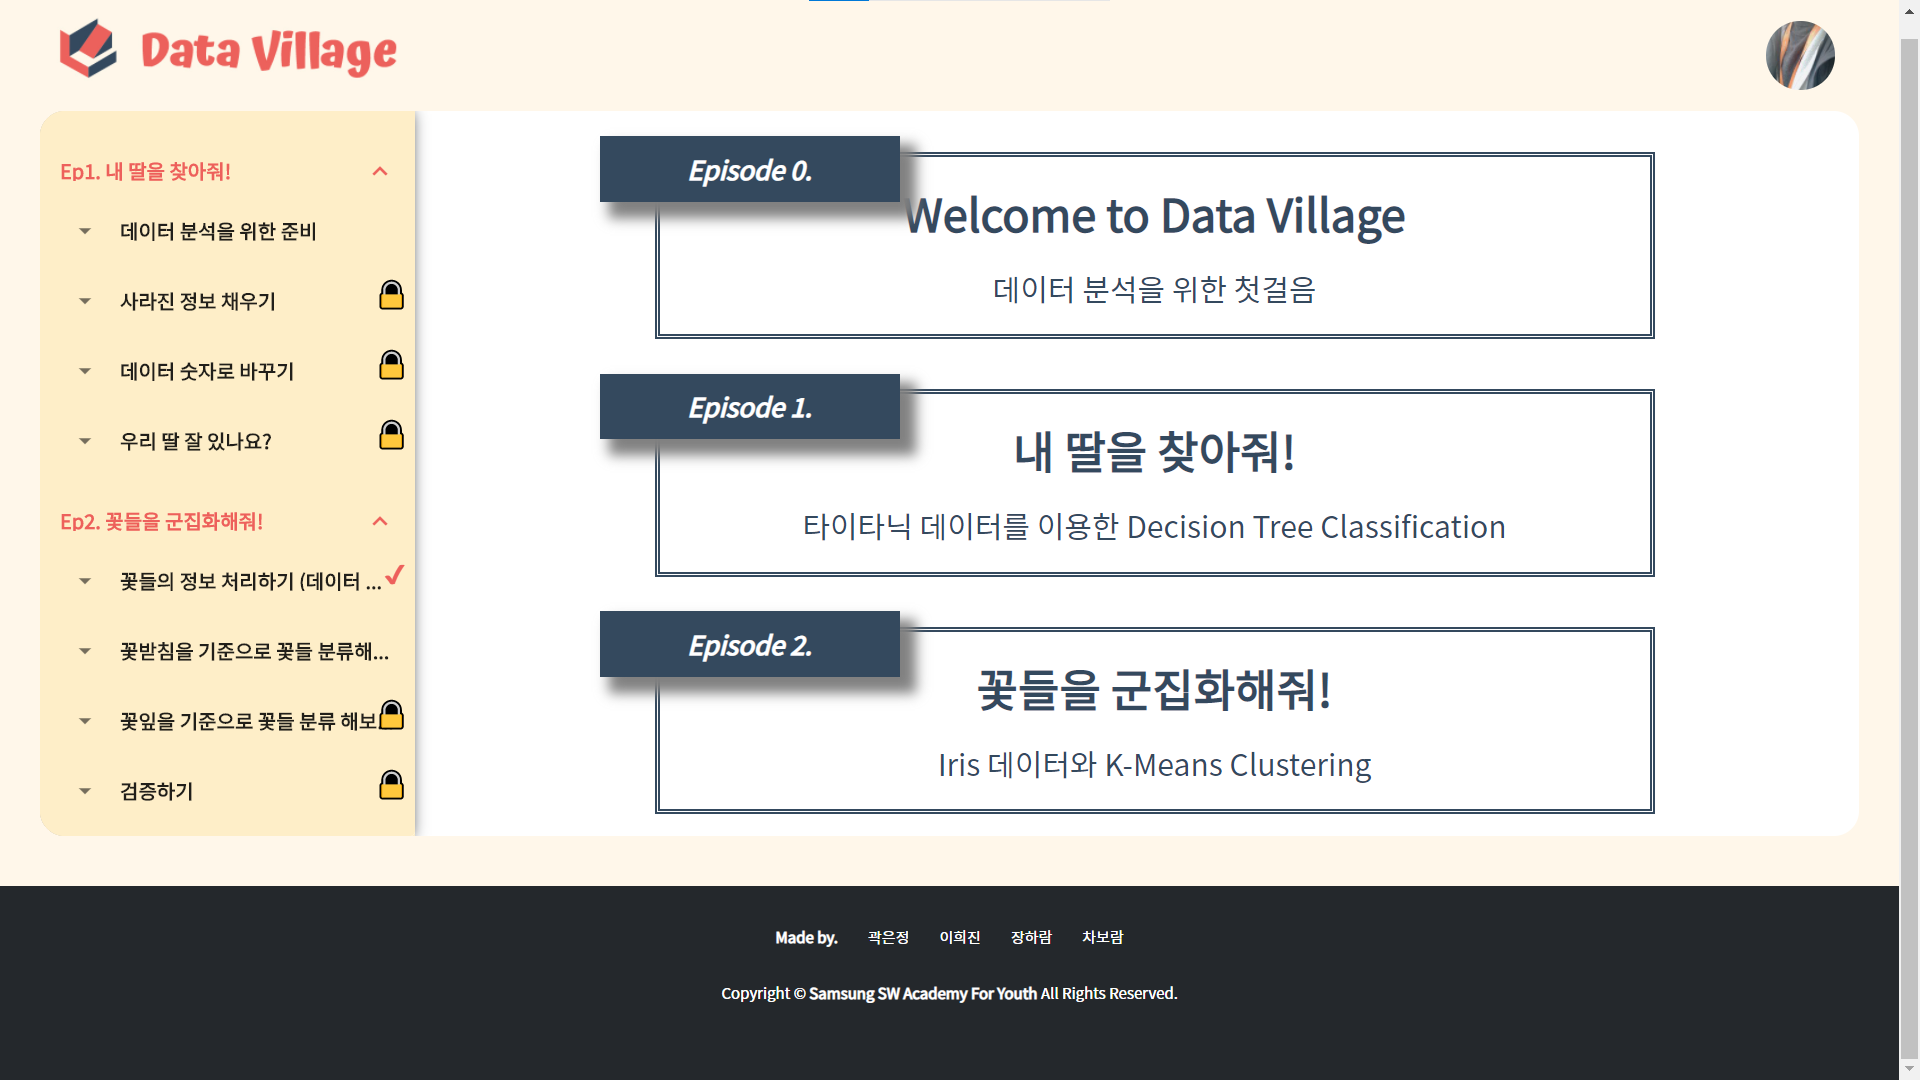 Data Village
Ep1. 내 딸을 찾아줘!
데이터 분석을 위한 준비
사라진 정보 채우기
데이터 숫자로 바꾸기
우리 딸 잘 있나요?
Ep2. 꽃들을 군집화해줘!
꽃들의 정보 처리하기 (데이터 ...
꽃받침을 기준으로 꽃들 분류해...
꽃잎을 기준으로 꽃들 분류 해보
검증하기
Episode 0.
Welcome to Data Village
데이터 분석을 위한 첫걸음
Episode 1.
내 딸을 찾아줘!
타이타닉 데이터를 이용한 Decision Tree Classification
Episode 2.
꽃들을 군집화해줘!
Iris 데이터와 K-Means Clustering
Made by. 곽은정 이희진 장하람 차보람
Copyright © Samsung SW Academy For Youth All Rights Reserved.